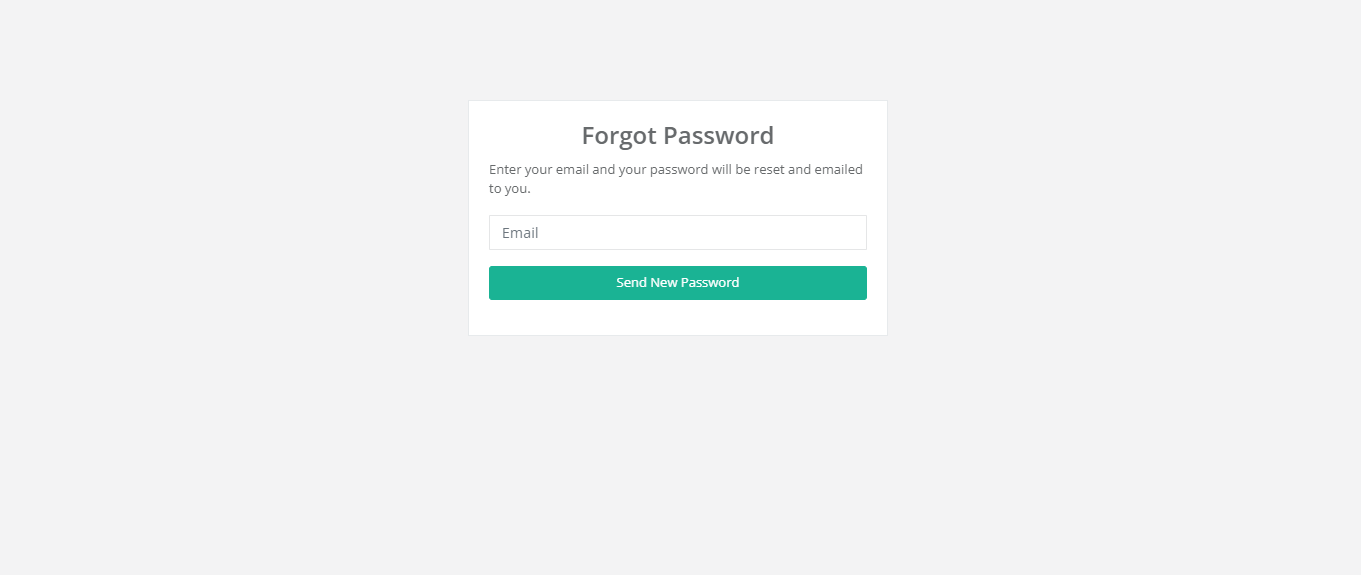 Forgot Password
Enter your email and your password will be reset and emailed
to you.
Email
Send New Password